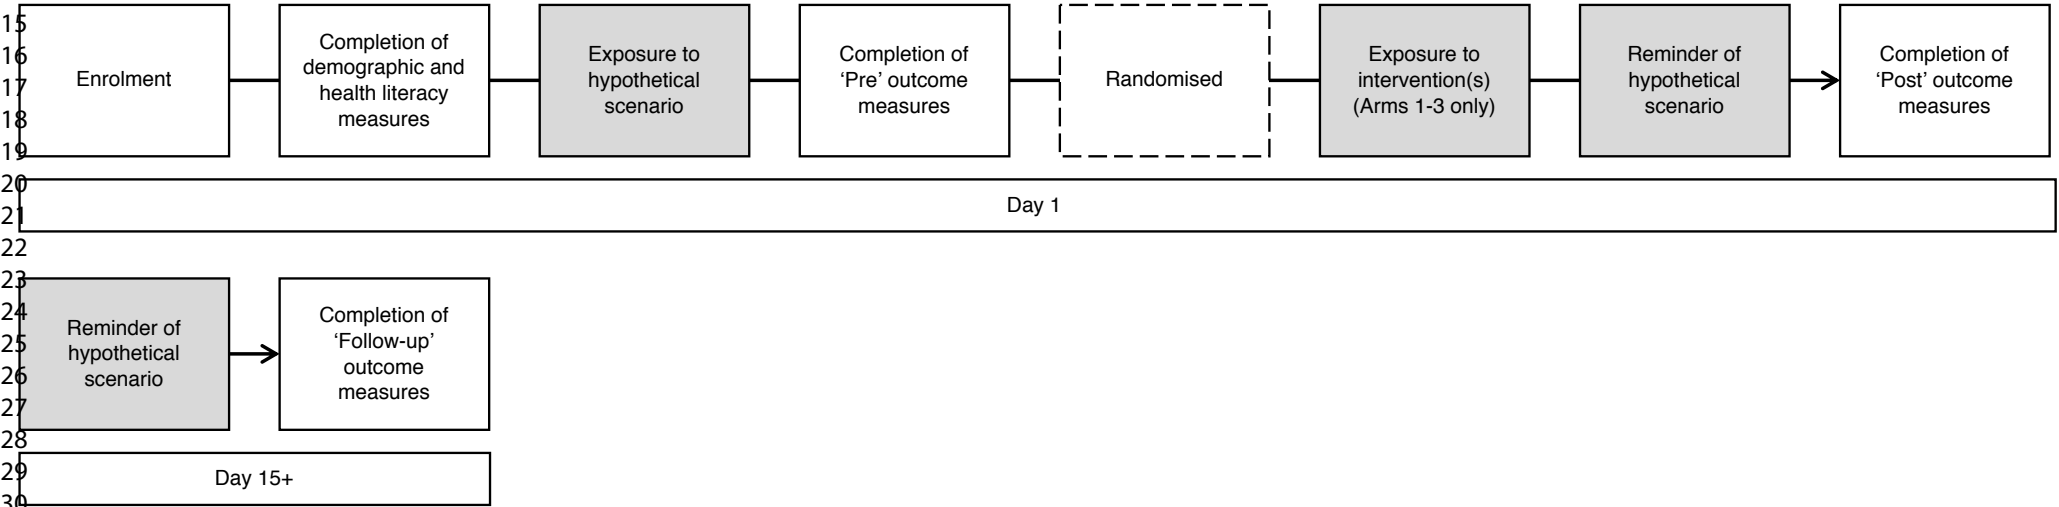 15
16
17
18
19
20
21
22
23
24
25
26
27
28
29
30
Enrolment
Completion of
demographic and
health literacy
measures
Exposure to
hypothetical
scenario
Completion of
‘Pre’ outcome
measures
Randomised
Exposure to
intervention(s)
(Arms 1-3 only)
Reminder of
hypothetical
scenario
Completion of
‘Post’ outcome
measures
Day 1
Reminder of
hypothetical
scenario
Completion of
‘Follow-up’
outcome
measures
Day 15+